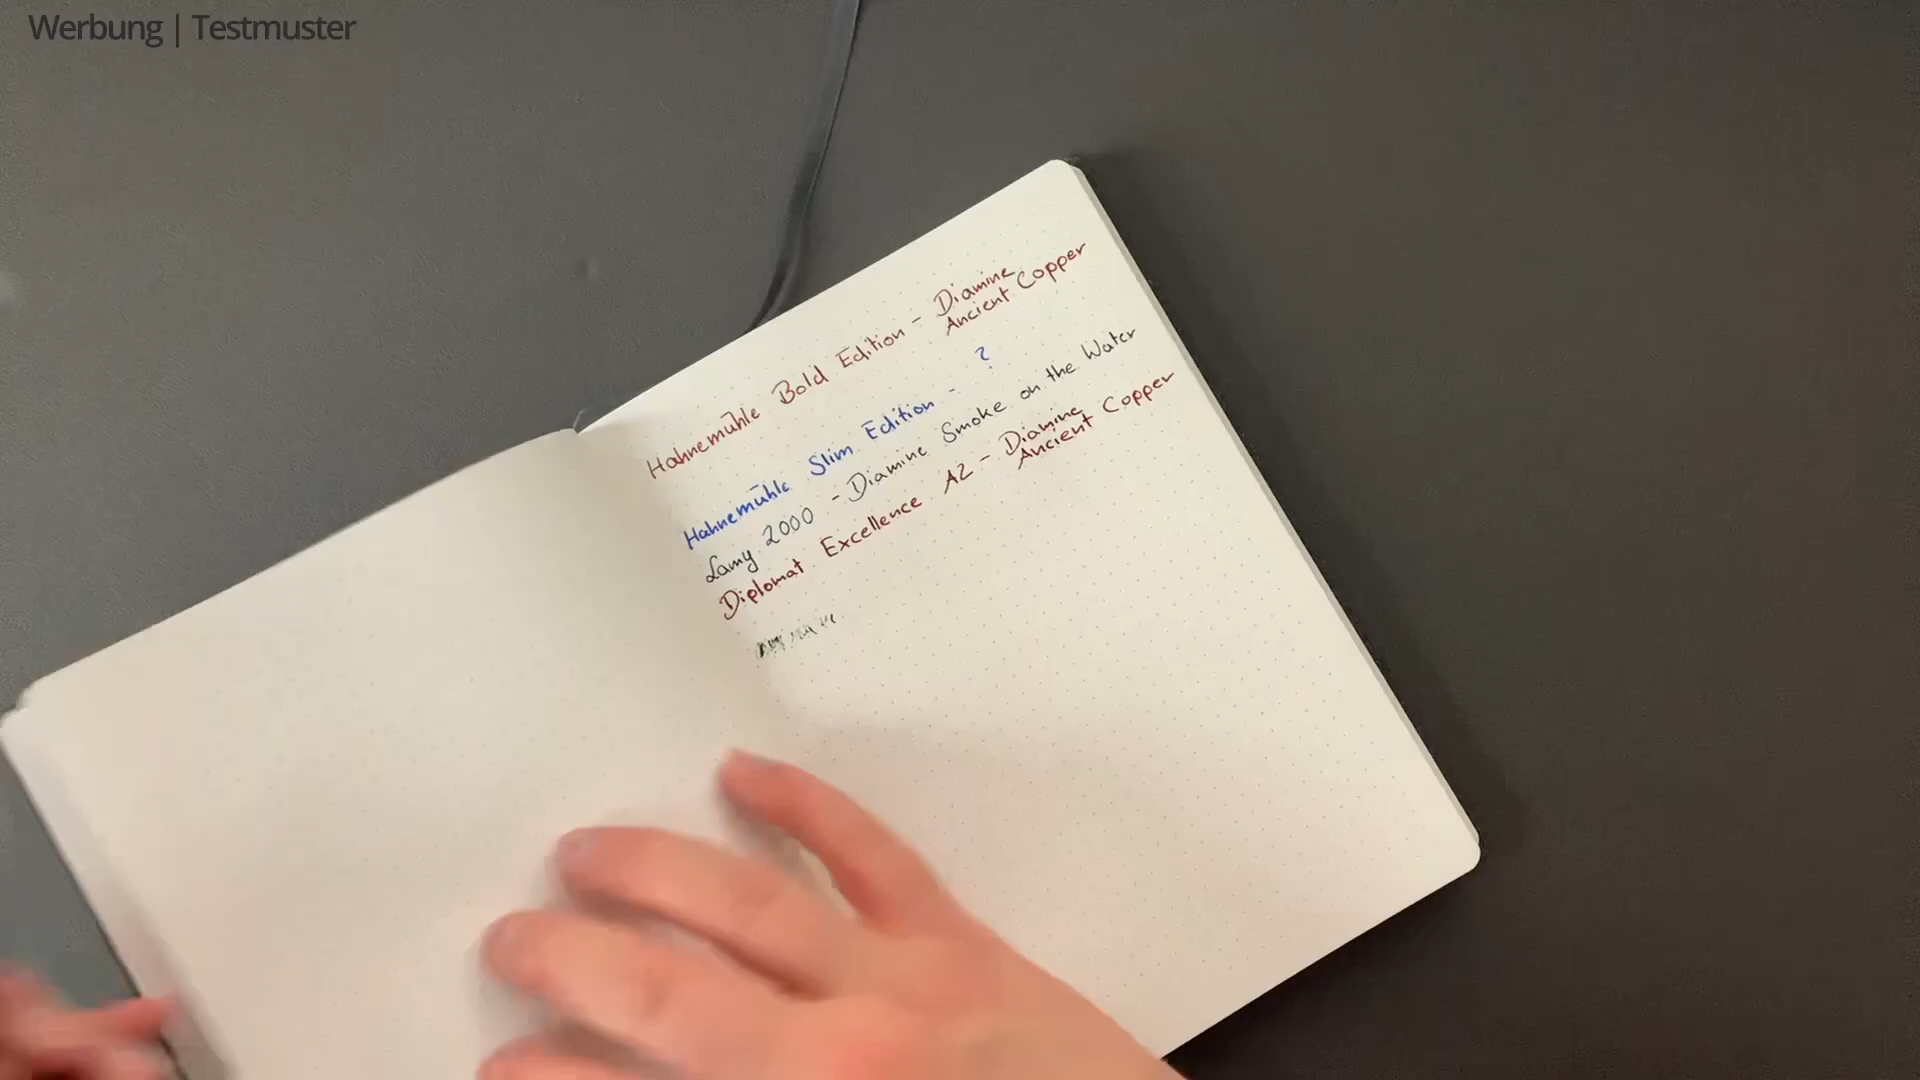 Werbung | Testmuster
Hahnemühle Bold Edition - Diamine
Ancient Copper
Hahnemühle Slim Edition - ?
Lamy 2000 - Diamine Smoke on the Water
Diplomat Excellence A2 - Diamine
Ancient Copper